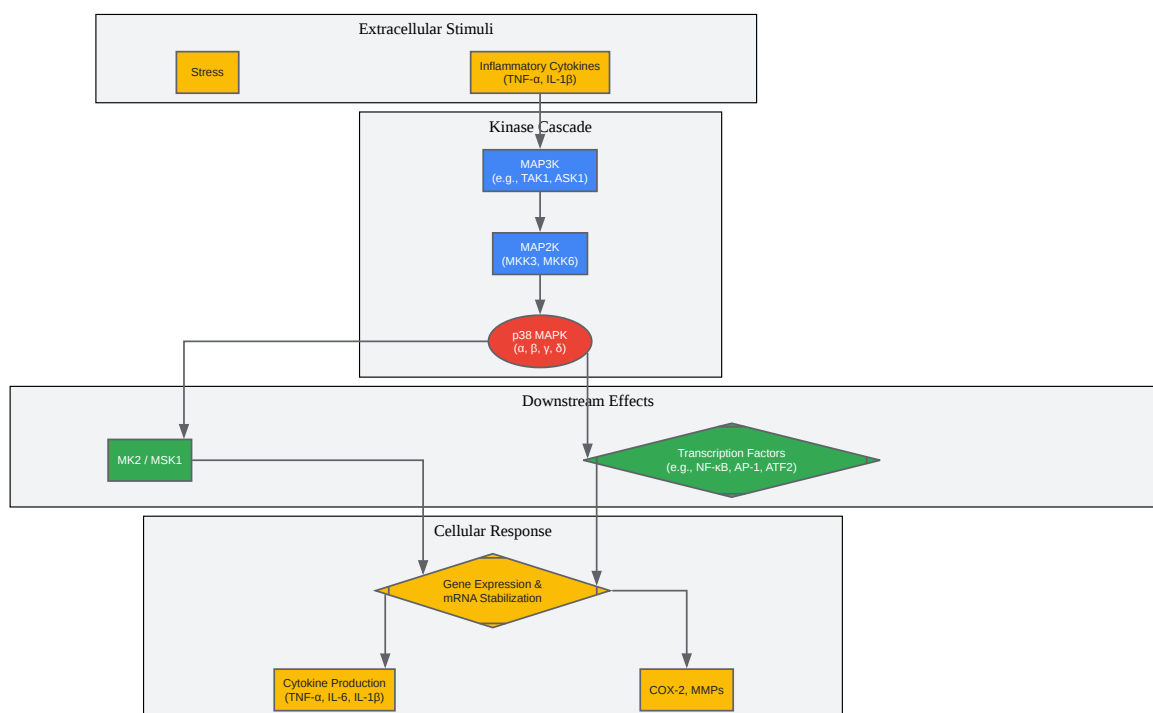 Extracellular Stimuli
Stress
Inflammatory Cytokines
(TNF-α, IL-1β)
Kinase Cascade
MAP3K
(e.g., TAK1, ASK1)
MAP2K
(MKK3, MKK6)
p38 MAPK
(α, β, γ, δ)
Downstream Effects
MK2 / MSK1
Transcription Factors
(e.g., NF-κB, AP-1, ATF2)
Cellular Response
Gene Expression &
mRNA Stabilization
Cytokine Production
(TNF-α, IL-6, IL-1β)
COX-2, MMPs